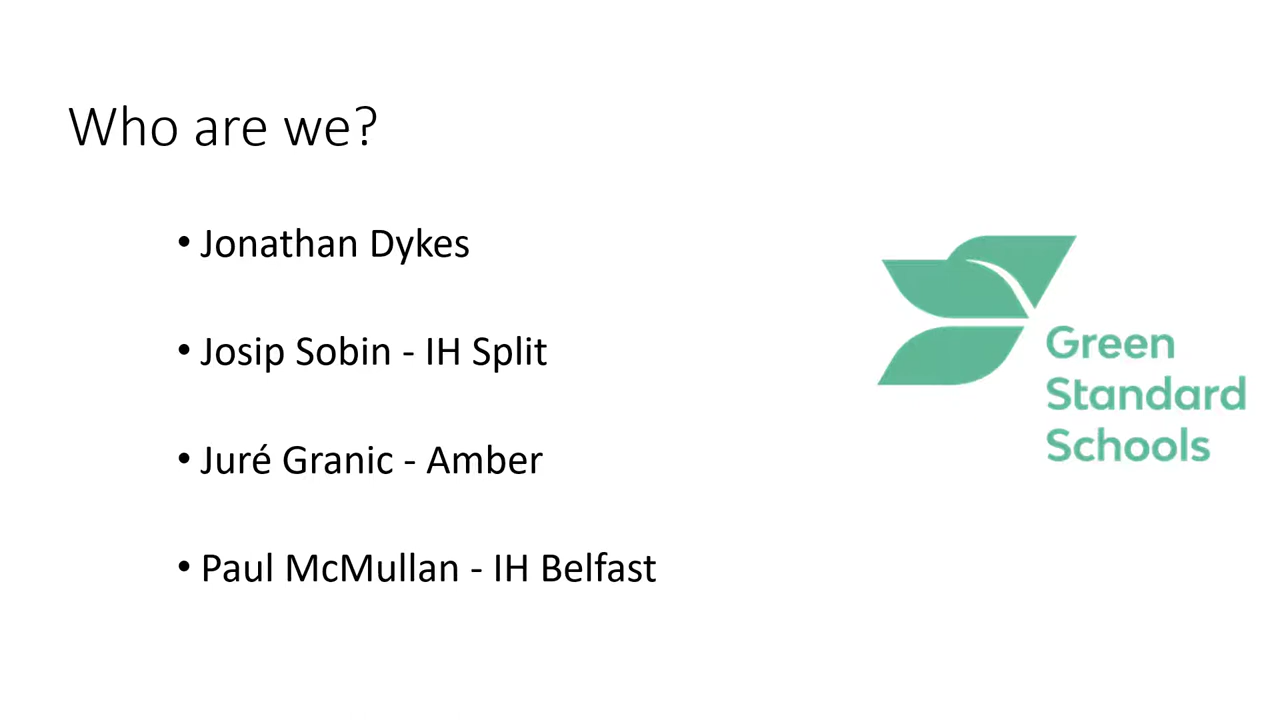 Who are we?
• Jonathan Dykes
• Josip Sobin - IH Split
• Juré Granic - Amber
• Paul McMullan - IH Belfast
Green
Standard
Schools